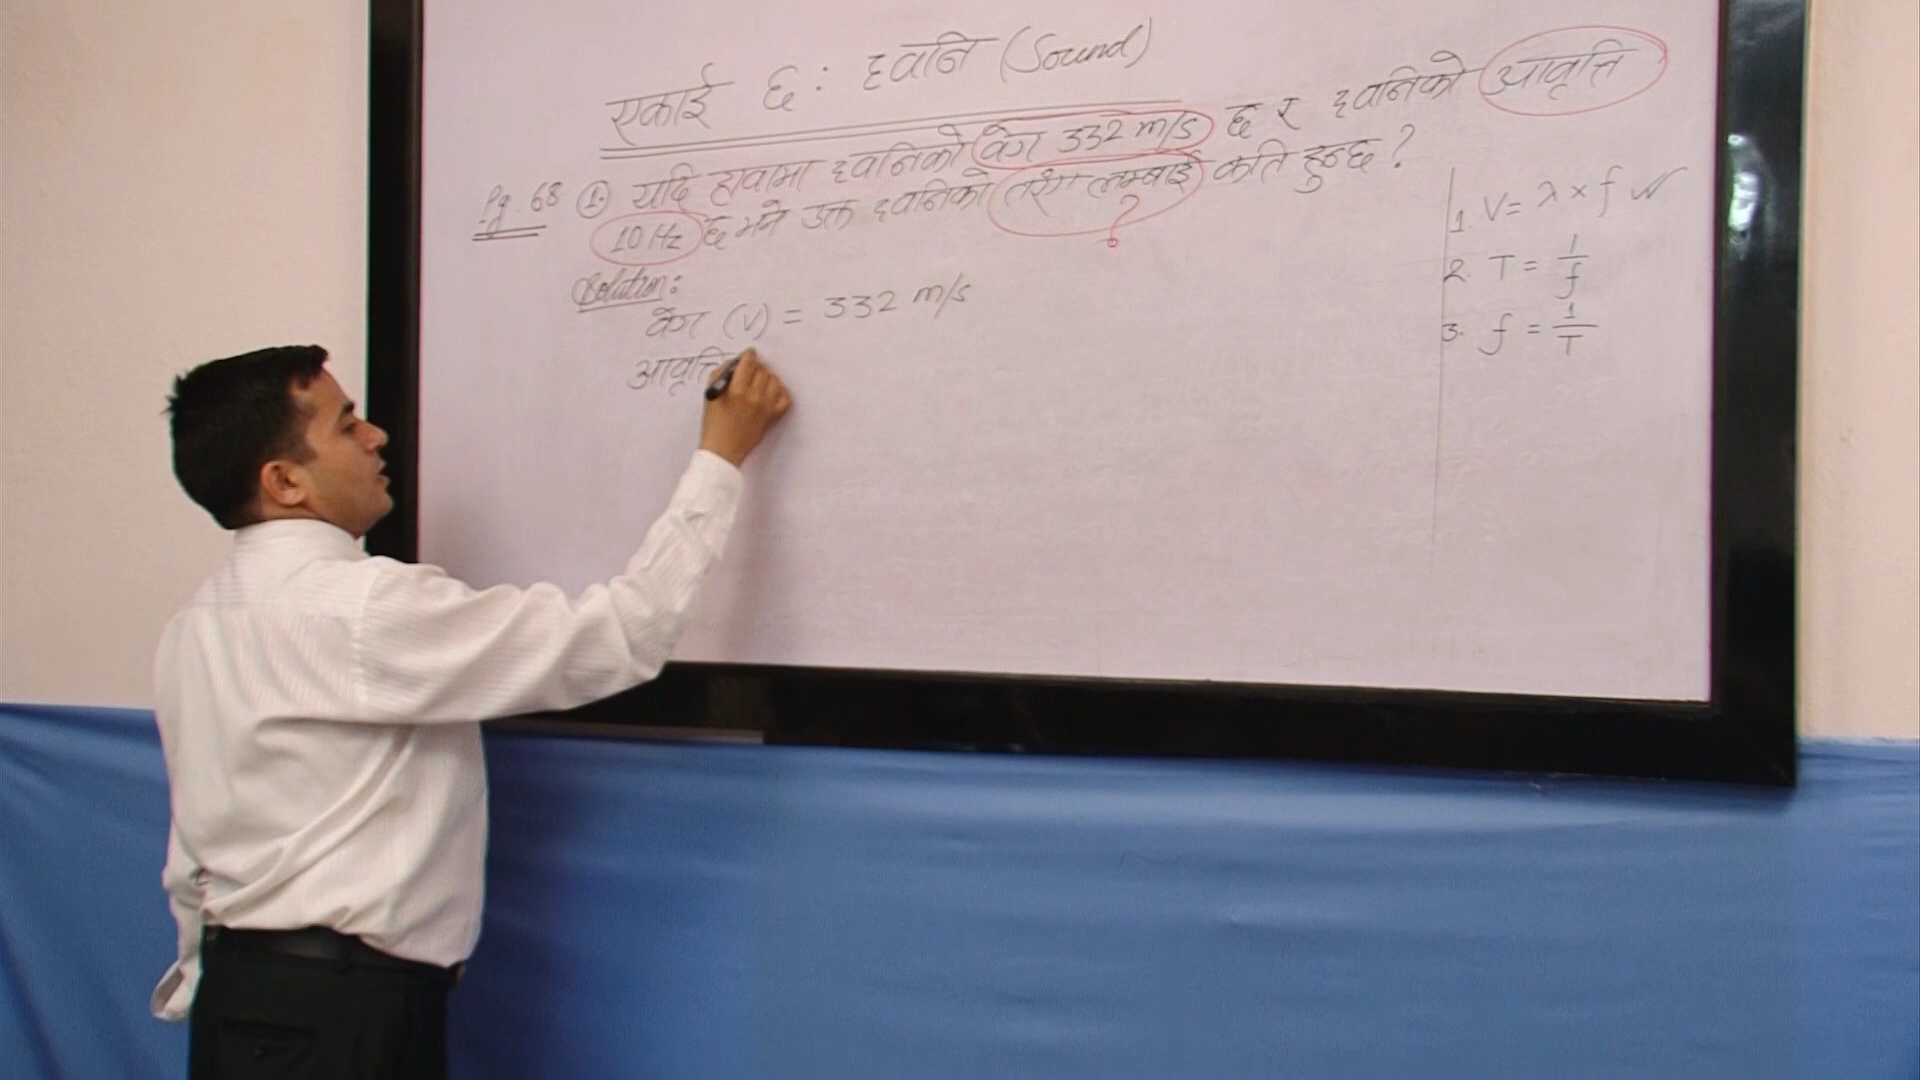 एकाई छ: ध्वनि (Sound)
Pg. 68 1. यदि हावामा ध्वनिको वेग 332 m/s छ र ध्वनिको आवृत्ति
10 Hz छ भने उक्त ध्वनिको तरंग लम्बाई कति हुन्छ?
?
Solution:
वेग (v) = 332 m/s
आवृत्ति
1. V = λ × f
2. T = 1/f
3. f = 1/T